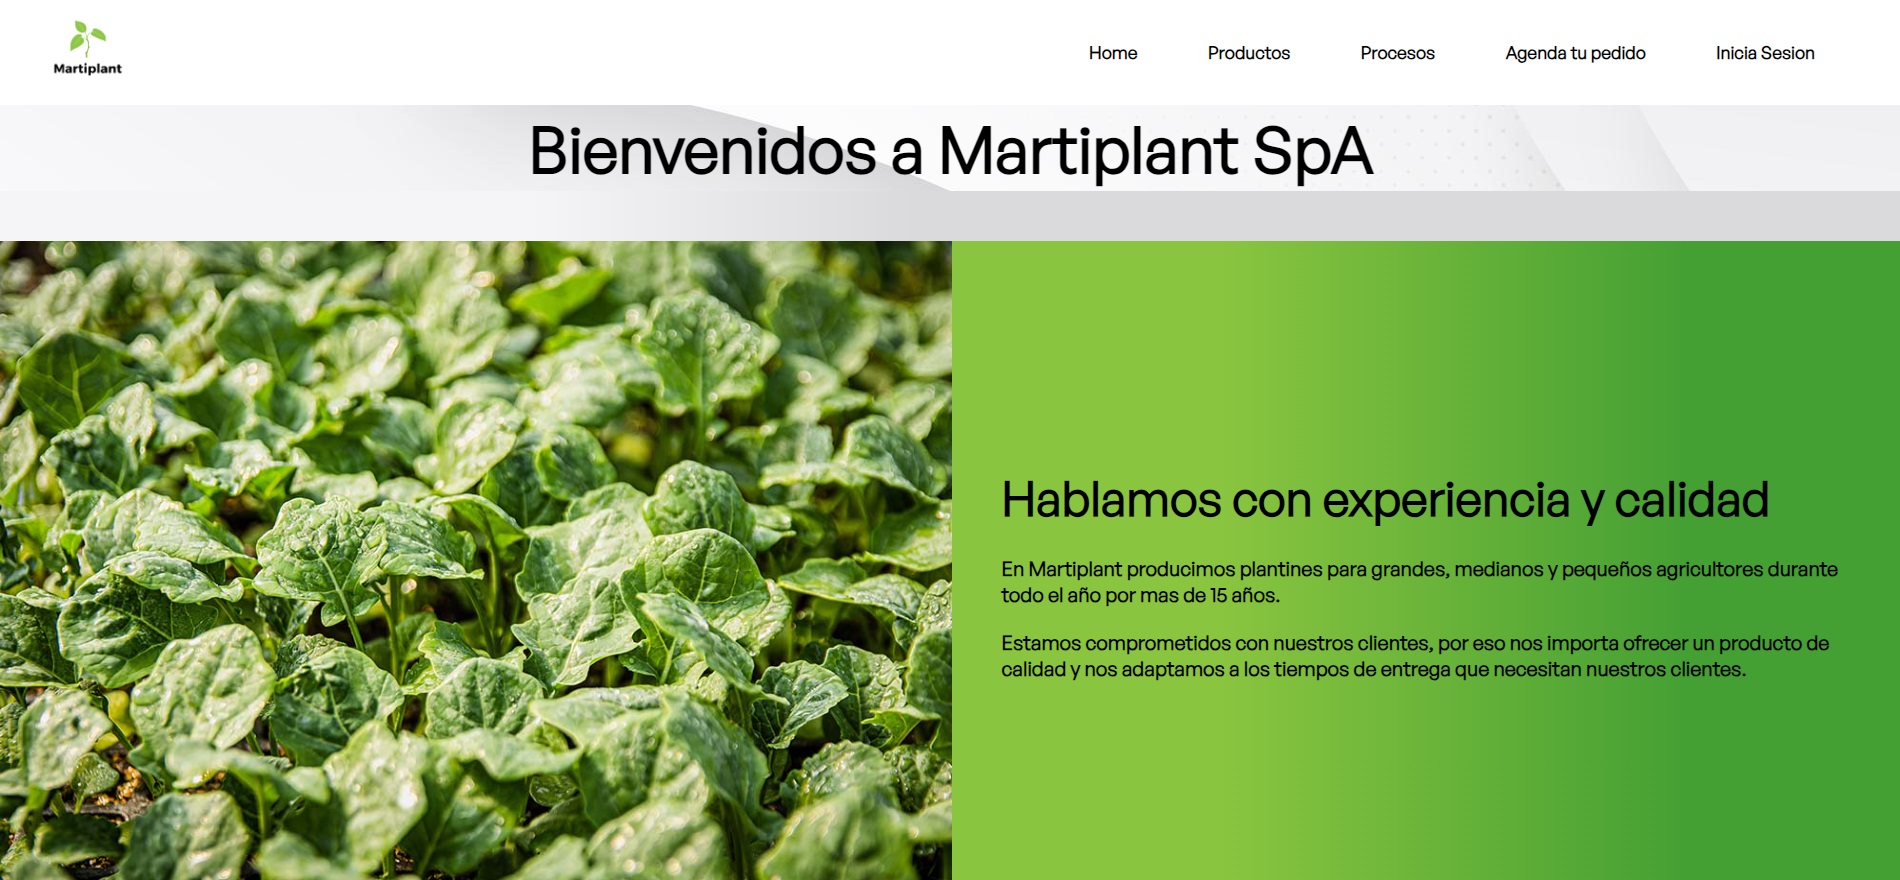 Martiplant
Home
Productos
Procesos
Agenda tu pedido
Inicia Sesion
Bienvenidos a Martiplant SpA
Hablamos con experiencia y calidad
En Martiplant producimos plantines para grandes, medianos y pequeños agricultores durante
todo el año por mas de 15 años.
Estamos comprometidos con nuestros clientes, por eso nos importa ofrecer un producto de
calidad y nos adaptamos a los tiempos de entrega que necesitan nuestros clientes.